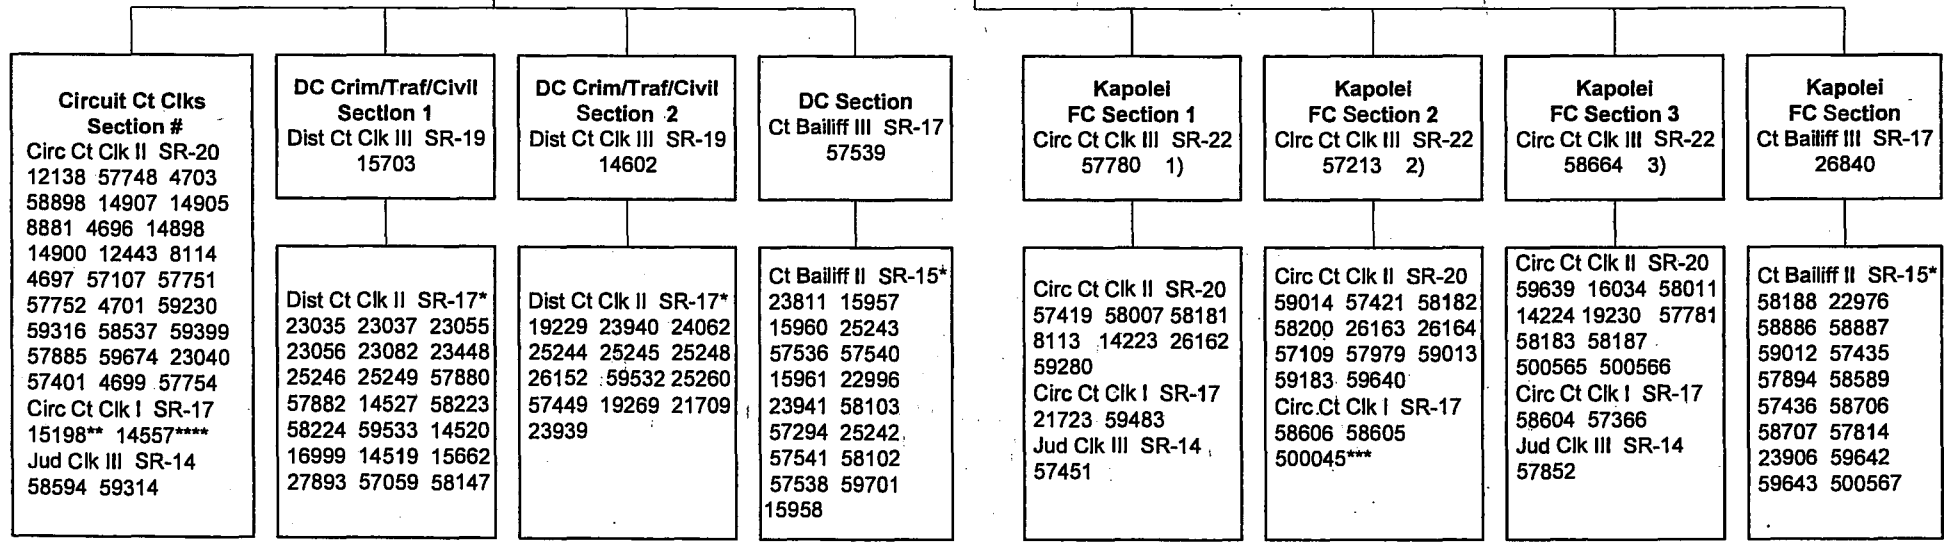 Circuit Ct Clks
Section #
Circ Ct Clk II SR-20
12138 57748 4703
58898 14907 14905
8881 4696 14898
14900 12443 8114
4697 57107 57751
57752 4701 59230
59316 58537 59399
57885 59674 23040
57401 4699 57754
Circ Ct Clk I SR-17
15198** 14557****
Jud Clk III SR-14
58594 59314
DC Crim/Traf/Civil
Section 1
Dist Ct Clk III SR-19
15703
Dist Ct Clk II SR-17*
23035 23037 23055
23056 23082 23448
25246 25249 57880
57882 14527 58223
58224 59533 14520
16999 14519 15662
27893 57059 58147
DC Crim/Traf/Civil
Section 2
Dist Ct Clk III SR-19
14602
Dist Ct Clk II SR-17*
19229 23940 24062
25244 25245 25248
26152 59532 25260
57449 19269 21709
23939
DC Section
Ct Bailiff III SR-17
57539
Ct Bailiff II SR-15*
23811 15957
15960 25243
57536 57540
15961 22996
23941 58103
57294 25242
57541 58102
57538 59701
15958
Kapolei
FC Section 1
Circ Ct Clk III SR-22
57780 1)
Circ Ct Clk II SR-20
57419 58007 58181
8113 14223 26162
59280
Circ Ct Clk I SR-17
21723 59483
Jud Clk III SR-14
57451
Kapolei
FC Section 2
Circ Ct Clk III SR-22
57213 2)
Circ Ct Clk II SR-20
59014 57421 58182
58200 26163 26164
57109 57979 59013
59183 59640
Circ Ct Clk I SR-17
58606 58605
500045***
Kapolei
FC Section 3
Circ Ct Clk III SR-22
58664 3)
Circ Ct Clk II SR-20
59639 16034 58011
14224 19230 57781
58183 58187
500565 500566
Circ Ct Clk I SR-17
58604 57366
Jud Clk III SR-14
57852
Kapolei
FC Section
Ct Bailiff III SR-17
26840
Ct Bailiff II SR-15*
58188 22976
58886 58887
59012 57435
57894 58589
57436 58706
58707 57814
23906 59642
59643 500567